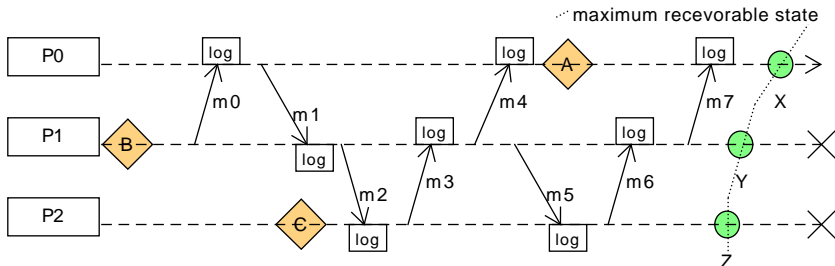 maximum recevorable state
P0
log
log
A
log
m0
m1
m4
m7
X
P1
B
log
log
log
m2
m3
m5
m6
Y
P2
C
log
log
Z